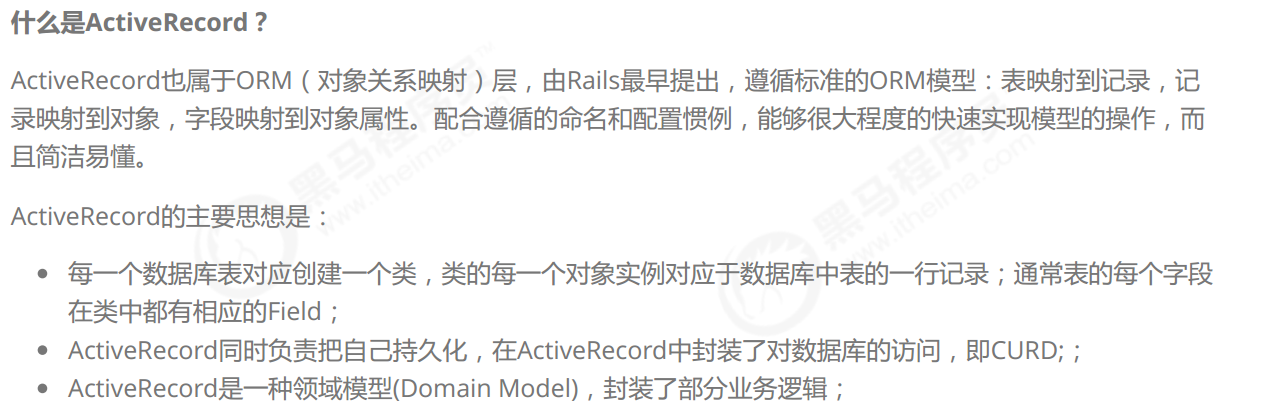 什么是ActiveRecord？
ActiveRecord也属于ORM（对象关系映射）层，由Rails最早提出，遵循标准的ORM模型：表映射到记录，记
录映射到对象，字段映射到对象属性。配合遵循的命名和配置惯例，能够很大程度的快速实现模型的操作，而
且简洁易懂。
ActiveRecord的主要思想是：
每一个数据库表对应创建一个类，类的每一个对象实例对应于数据库中表的一行记录；通常表的每个字段
在类中都有相应的Field；
ActiveRecord同时负责把自己持久化，在ActiveRecord中封装了对数据库的访问，即CURD;；
ActiveRecord是一种领域模型(Domain Model)，封装了部分业务逻辑；
黑马程序员™
www.itheima.com
黑马程序员
www.itheima.com